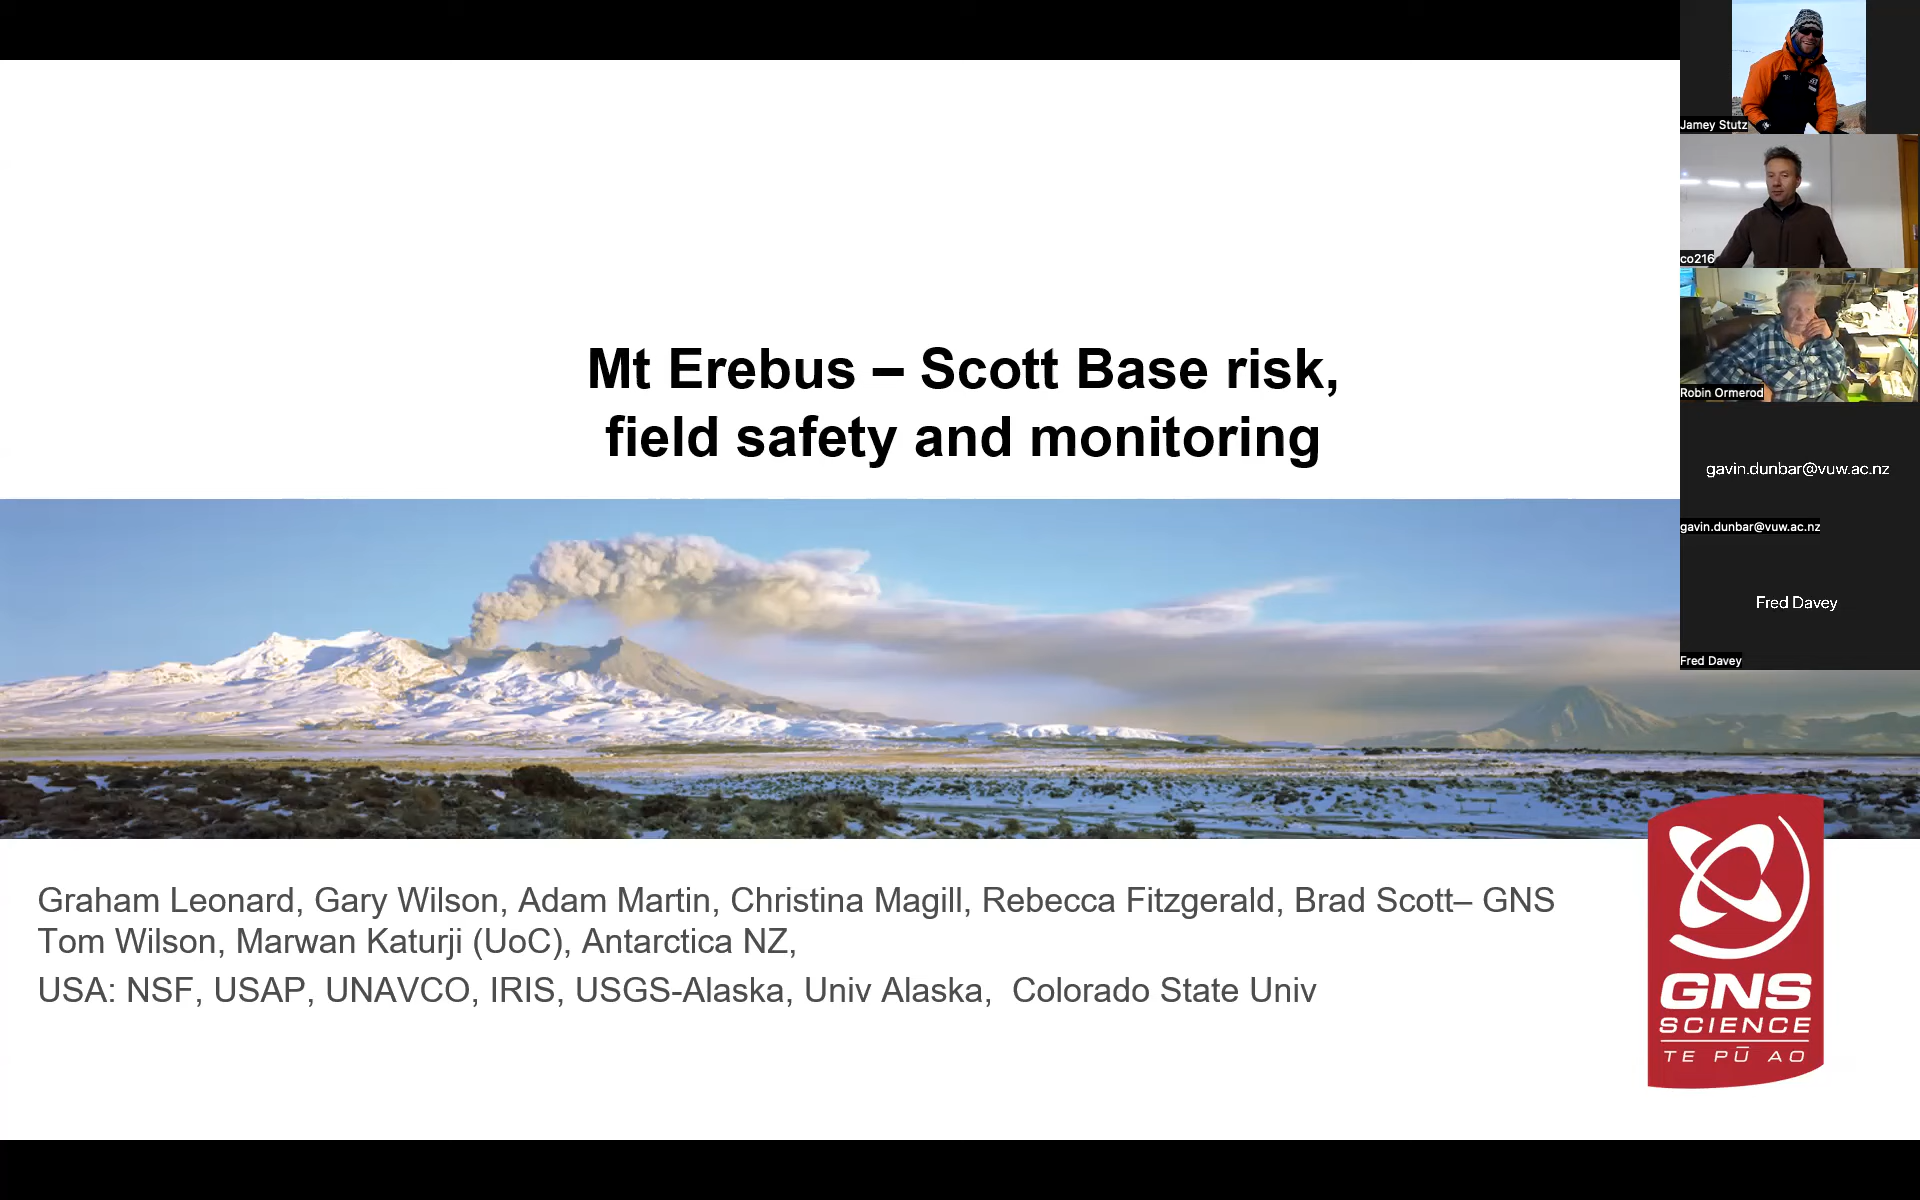 Mt Erebus – Scott Base risk,
field safety and monitoring
Graham Leonard, Gary Wilson, Adam Martin, Christina Magill, Rebecca Fitzgerald, Brad Scott– GNS
Tom Wilson, Marwan Katurji (UoC), Antarctica NZ,
USA: NSF, USAP, UNAVCO, IRIS, USGS-Alaska, Univ Alaska,  Colorado State Univ
GNS
SCIENCE
TE PŪ AO
Jamey Stutz
co216
Robin Ormerod
gavin.dunbar@vuw.ac.nz
gavin.dunbar@vuw.ac.nz
Fred Davey
Fred Davey